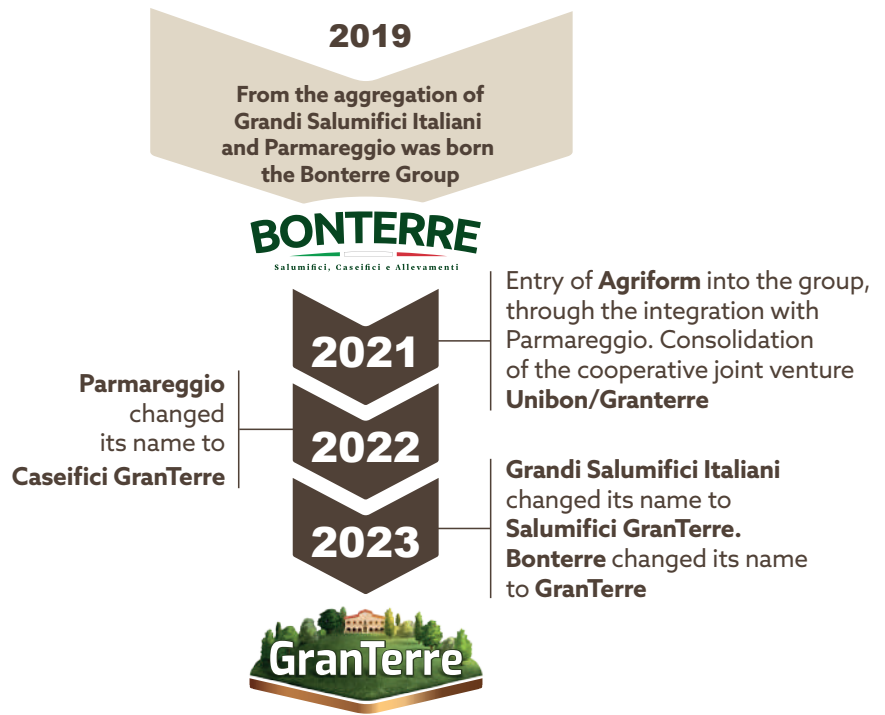 2019
From the aggregation of
Grandi Salumifici Italiani
and Parmareggio was born
the Bonterre Group
BONTERRE
Salumifici, Caseifici e Allevamenti
2021
Entry of Agriform into the group,
through the integration with
Parmareggio. Consolidation
of the cooperative joint venture
Unibon/Granterre
2022
Parmareggio
changed
its name to
Caseifici GranTerre
2023
Grandi Salumifici Italiani
changed its name to
Salumifici GranTerre.
Bonterre changed its name
to GranTerre
GranTerre